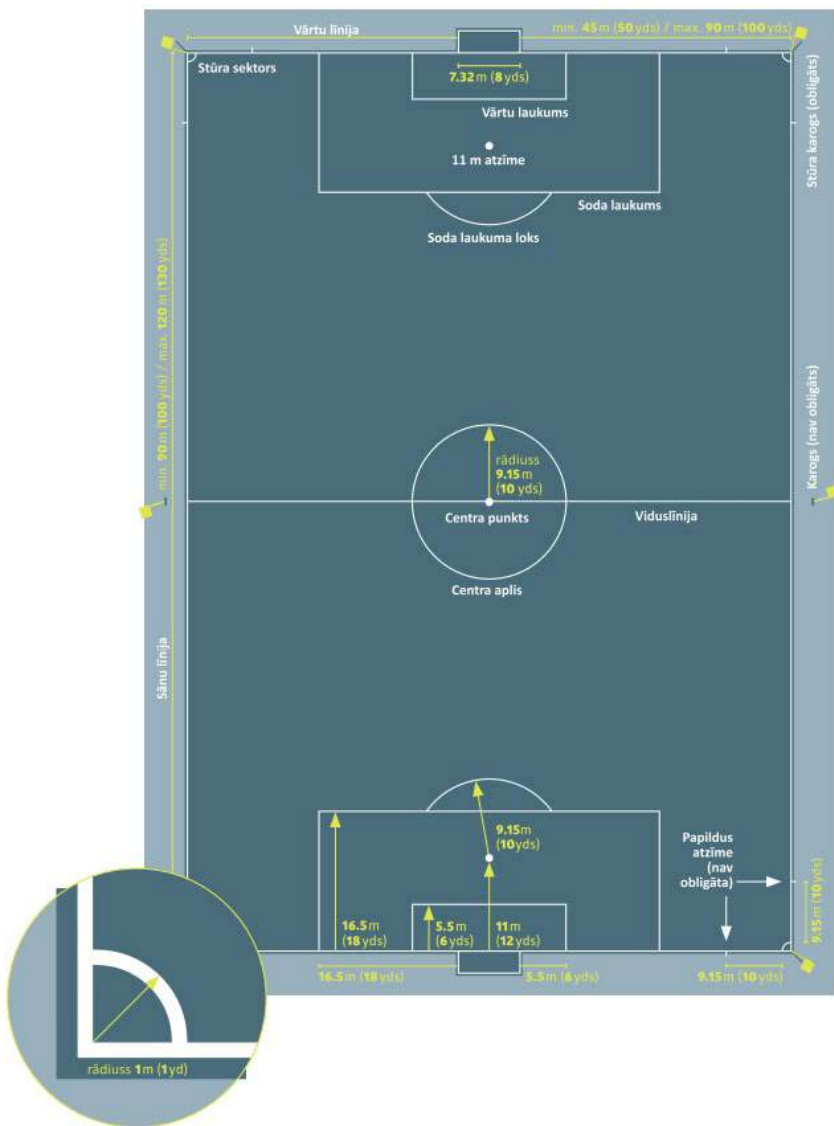 Vārtu līnija
min. 45 m (50 yds) / max. 90 m (100 yds)
Stūra sektors
7.32 m (8 yds)
Vārtu laukums
11 m atzīme
Soda laukums
Soda laukuma loks
Stūra karogs (obligāts)
min. 90 m (100 yds) / max. 120 m (130 yds)
Karogs (nav obligāts)
rādiuss
9.15 m
(10 yds)
Centra punkts
Viduslīnija
Centra aplis
Sānu līnija
9.15 m
(10 yds)
Papildus
atzīme
(nav
obligāta)
9.15 m (10 yds)
16.5 m
(18 yds)
5.5 m
(6 yds)
11 m
(12 yds)
16.5 m (18 yds)
5.5 m (6 yds)
9.15 m (10 yds)
rādiuss 1 m (1 yd)